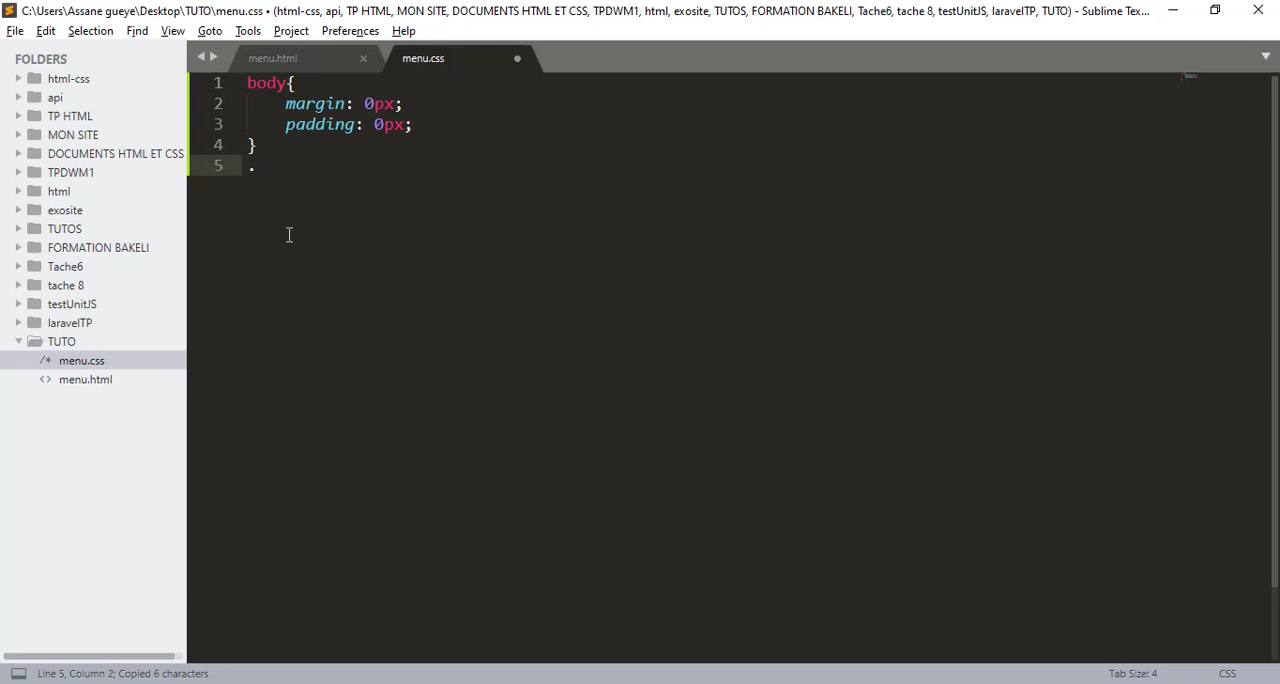 C:\Users\Assane gueye\Desktop\TUTO\menu.css • (html-css, api, TP HTML, MON SITE, DOCUMENTS HTML ET CSS, TPDWM1, html, exosite, TUTOS, FORMATION BAKELI, Tache6, tache 8, testUnitJS, laravelTP, TUTO) - Sublime Tex...
File Edit Selection Find View Goto Tools Project Preferences Help
FOLDERS
html-css
api
TP HTML
MON SITE
DOCUMENTS HTML ET CSS
TPDWM1
html
exosite
TUTOS
FORMATION BAKELI
Tache6
tache 8
testUnitJS
laravelTP
TUTO
/* menu.css
<> menu.html
menu.html × menu.css •
1 body{
2 margin: 0px;
3 padding: 0px;
4 }
5 .
Line 5, Column 2; Copied 6 characters Tab Size: 4 CSS